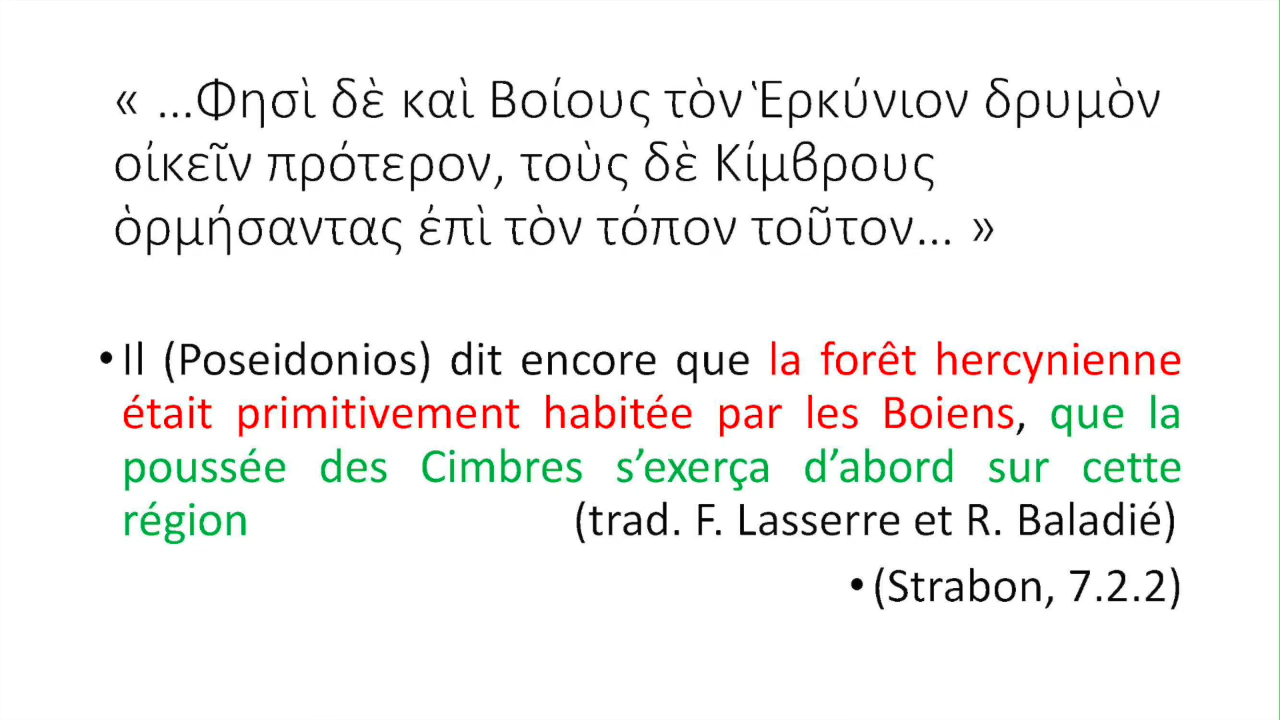 « …Φησὶ δὲ καὶ Βοίους τὸν Ἑρκύνιον δρυμὸν
οἰκεῖν πρότερον, τοὺς δὲ Κίμβρους
ὁρμήσαντας ἐπὶ τὸν τόπον τοῦτον… »
• Il (Poseidonios) dit encore que la forêt hercynienne
était primitivement habitée par les Boiens, que la
poussée des Cimbres s’exerça d’abord sur cette
région (trad. F. Lasserre et R. Baladié)
• (Strabon, 7.2.2)